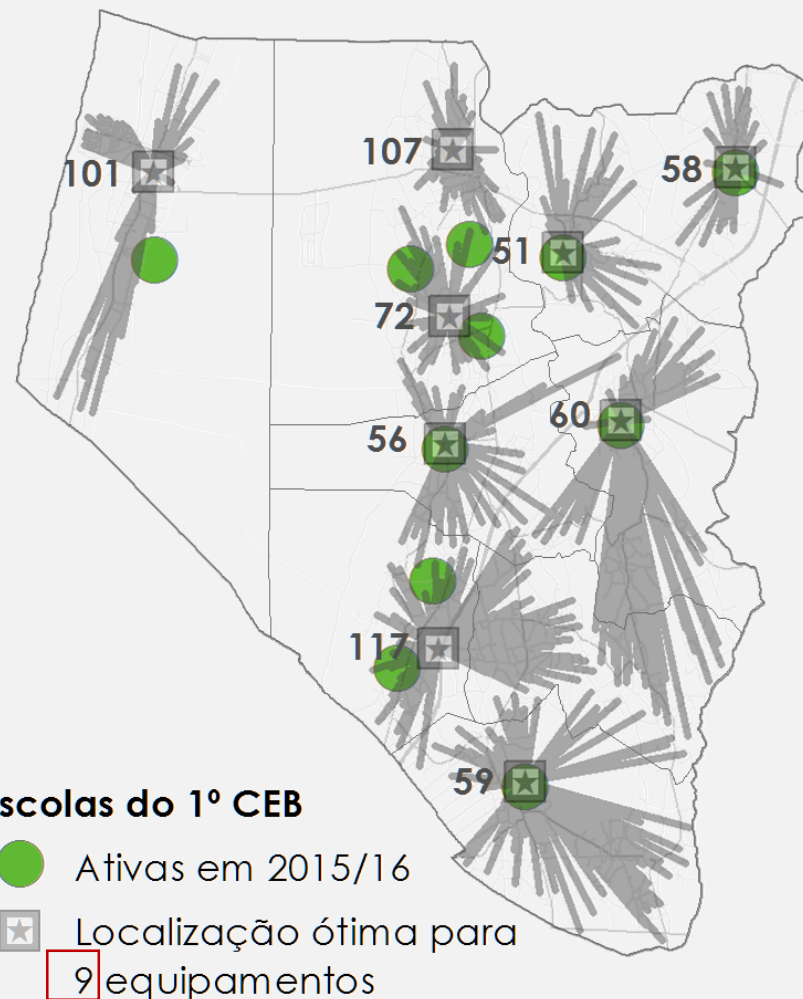 101
107
58
51
72
60
56
117
59
scolas do 1º CEB
Ativas em 2015/16
Localização ótima para
9 equipamentos